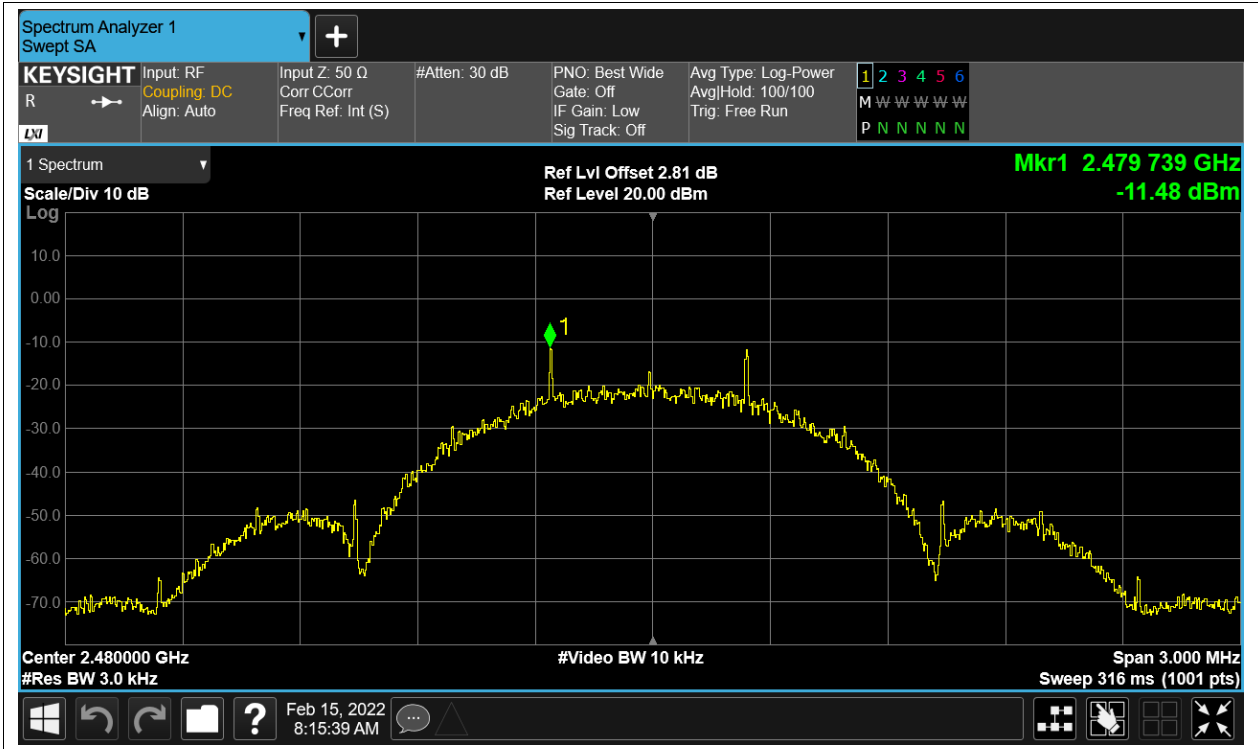 Spectrum Analyzer 1
Swept SA
KEYSIGHT
R
LXI
Input: RF
Coupling: DC
Align: Auto
Input Z: 50 Ω
Corr CCorr
Freq Ref: Int (S)
#Atten: 30 dB
PNO: Best Wide
Gate: Off
IF Gain: Low
Sig Track: Off
Avg Type: Log-Power
Avg|Hold: 100/100
Trig: Free Run
1 2 3 4 5 6
M W W W W W
P N N N N N
1 Spectrum
Scale/Div 10 dB
Log
Ref Lvl Offset 2.81 dB
Ref Level 20.00 dBm
Mkr1 2.479 739 GHz
-11.48 dBm
10.0
0.00
1
-10.0
-20.0
-30.0
-40.0
-50.0
-60.0
-70.0
Center 2.480000 GHz
#Video BW 10 kHz
Span 3.000 MHz
#Res BW 3.0 kHz
Sweep 316 ms (1001 pts)
?
Feb 15, 2022
8:15:39 AM